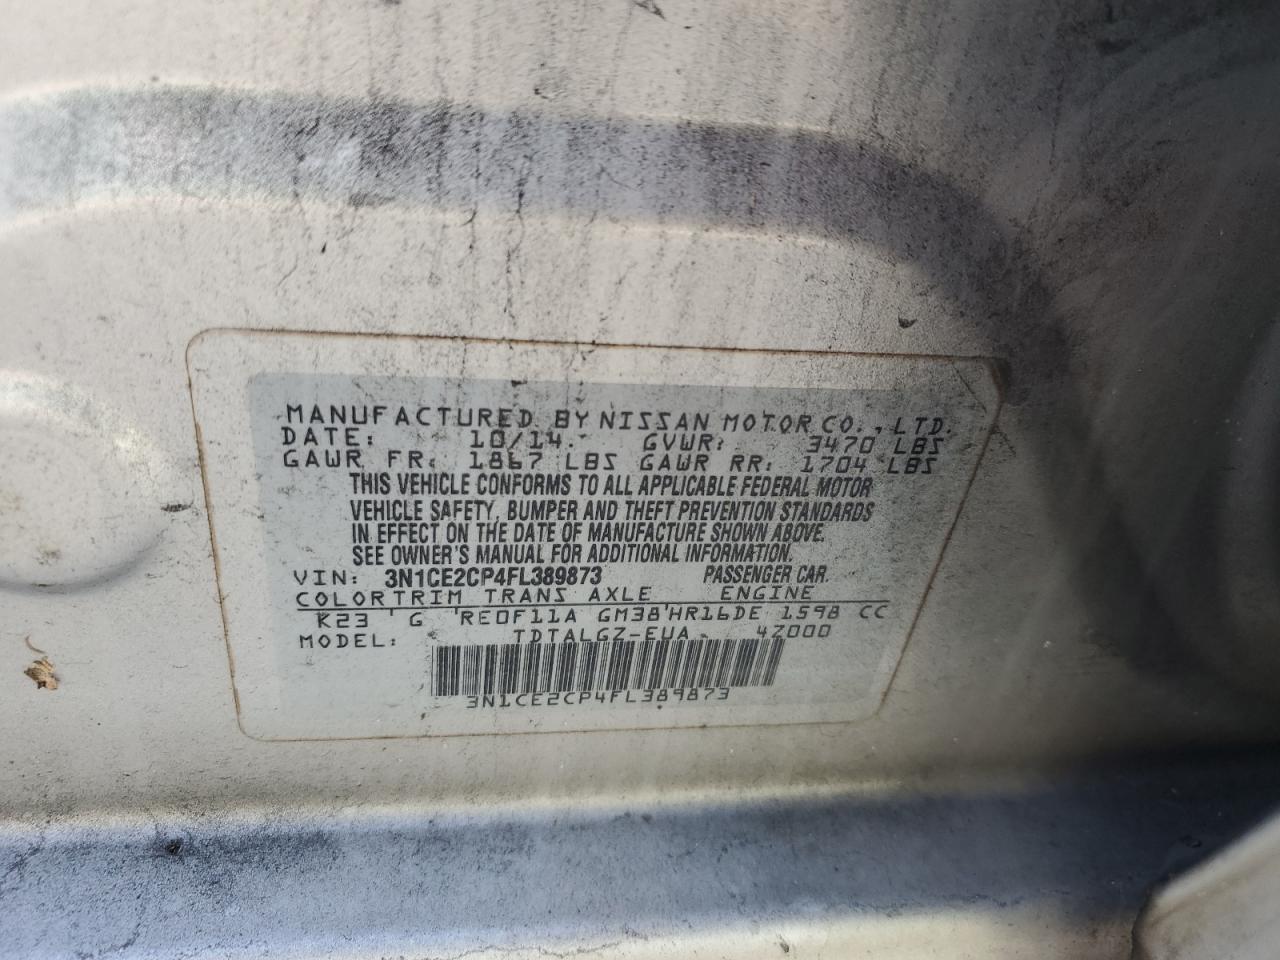 MANUFACTURED BY NISSAN MOTOR CO., LTD.
DATE: 10/14. GVWR: 3470 LBS
GAWR FR: 1867 LBS GAWR RR: 1704 LBS
THIS VEHICLE CONFORMS TO ALL APPLICABLE FEDERAL MOTOR
VEHICLE SAFETY, BUMPER AND THEFT PREVENTION STANDARDS
IN EFFECT ON THE DATE OF MANUFACTURE SHOWN ABOVE.
SEE OWNER'S MANUAL FOR ADDITIONAL INFORMATION.
VIN: 3N1CE2CP4FL389873 PASSENGER CAR.
COLOR TRIM TRANS AXLE ENGINE
K23 G RE0F11A GM38 HR16DE 1598 CC
MODEL: TDTALGZ-EUA- 4Z000
3N1CE2CP4FL389873